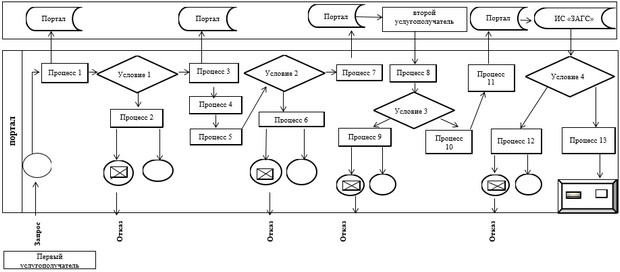 Портал
Портал
Портал
второй
услугополучатель
Портал
ИС «ЗАГС»
портал
Процесс 1
Условие 1
Процесс 2
Процесс 3
Процесс 4
Процесс 5
Условие 2
Процесс 6
Процесс 7
Процесс 8
Условие 3
Процесс 9
Процесс
10
Процесс
11
Условие 4
Процесс 12
Процесс 13
Запрос
Отказ
Отказ
Отказ
Отказ
Первый
услугополучатель